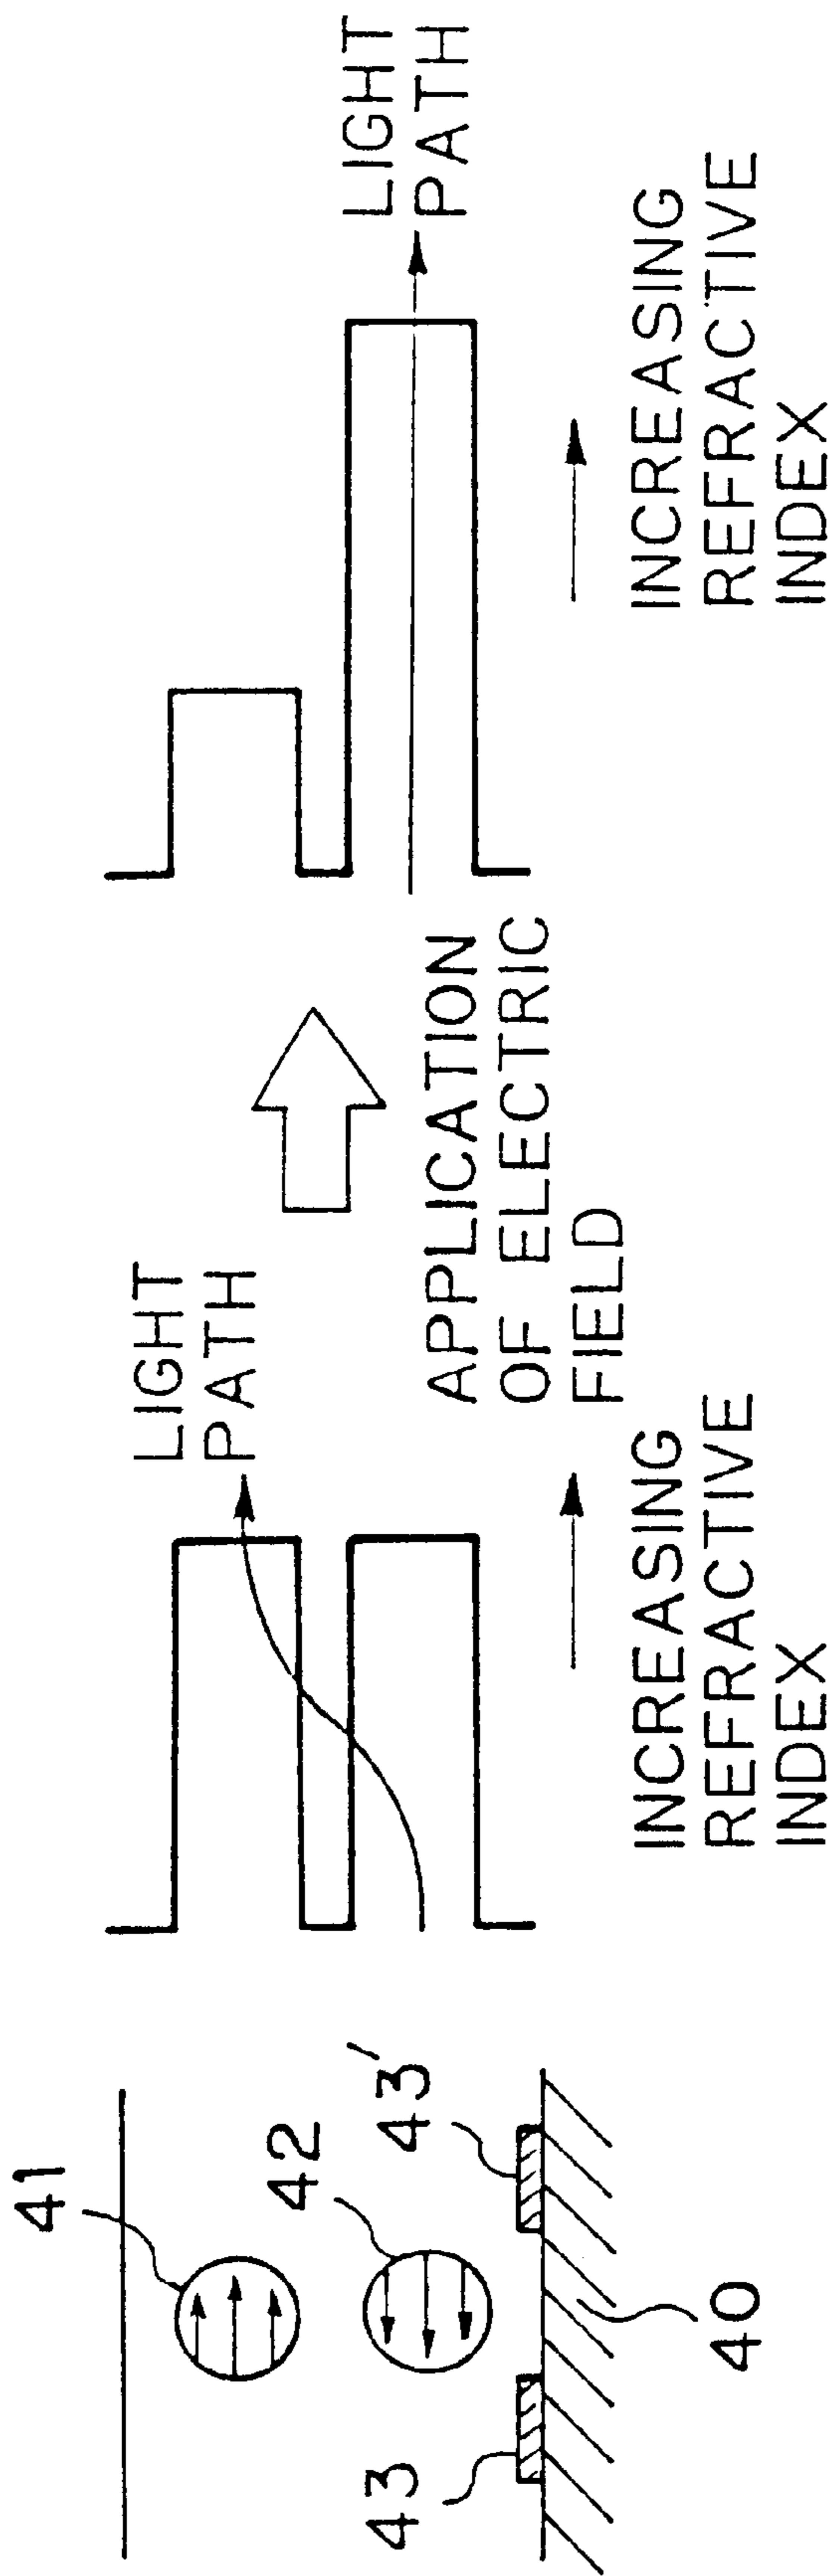 41
42
43
43'
40
LIGHT
PATH
INCREASING
REFRACTIVE
INDEX
APPLICATION
OF ELECTRIC
FIELD
LIGHT
PATH
INCREASING
REFRACTIVE
INDEX